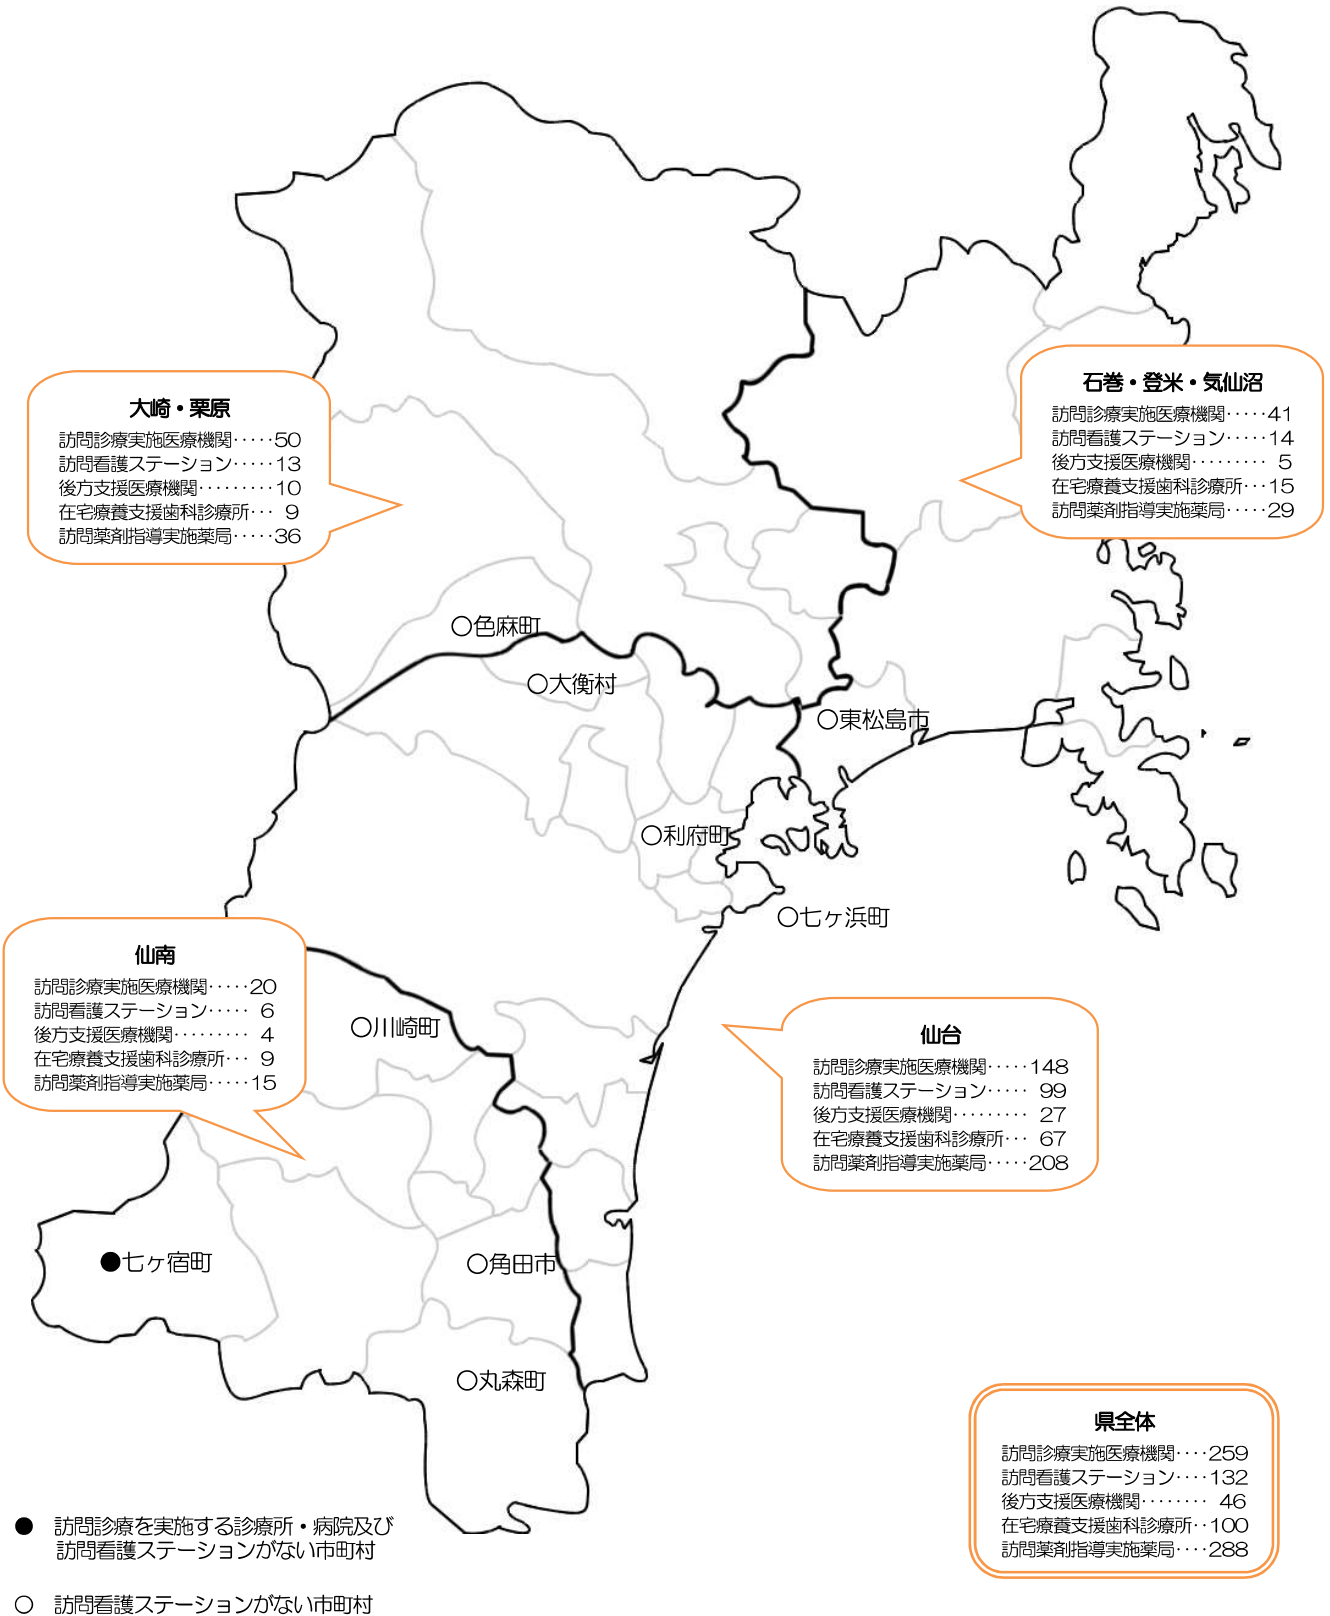 大崎・栗原
訪問診療実施医療機関・・・・・50
訪問看護ステーション・・・・・13
後方支援医療機関・・・・・・・・・10
在宅療養支援歯科診療所・・・ 9
訪問薬剤指導実施薬局・・・・・36
石巻・登米・気仙沼
訪問診療実施医療機関・・・・・41
訪問看護ステーション・・・・・14
後方支援医療機関・・・・・・・・・ 5
在宅療養支援歯科診療所・・・15
訪問薬剤指導実施薬局・・・・・29
○色麻町
○大衡村
○東松島市
○利府町
○七ヶ浜町
仙南
訪問診療実施医療機関・・・・・20
訪問看護ステーション・・・・・ 6
後方支援医療機関・・・・・・・・・ 4
在宅療養支援歯科診療所・・・ 9
訪問薬剤指導実施薬局・・・・・15
○川崎町
仙台
訪問診療実施医療機関・・・・・148
訪問看護ステーション・・・・・ 99
後方支援医療機関・・・・・・・・・ 27
在宅療養支援歯科診療所・・・ 67
訪問薬剤指導実施薬局・・・・・208
●七ヶ宿町
○角田市
○丸森町
県全体
訪問診療実施医療機関・・・・259
訪問看護ステーション・・・・132
後方支援医療機関・・・・・・・・ 46
在宅療養支援歯科診療所・・100
訪問薬剤指導実施薬局・・・・288
● 訪問診療を実施する診療所・病院及び
訪問看護ステーションがない市町村
○ 訪問看護ステーションがない市町村